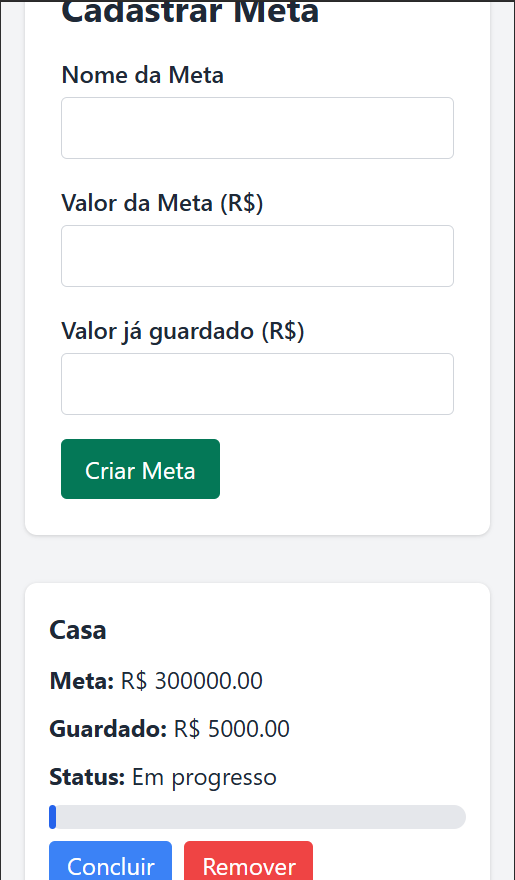 Cadastrar Meta
Nome da Meta
Valor da Meta (R$)
Valor já guardado (R$)
Criar Meta
Casa
Meta: R$ 300000.00
Guardado: R$ 5000.00
Status: Em progresso
Concluir Remover